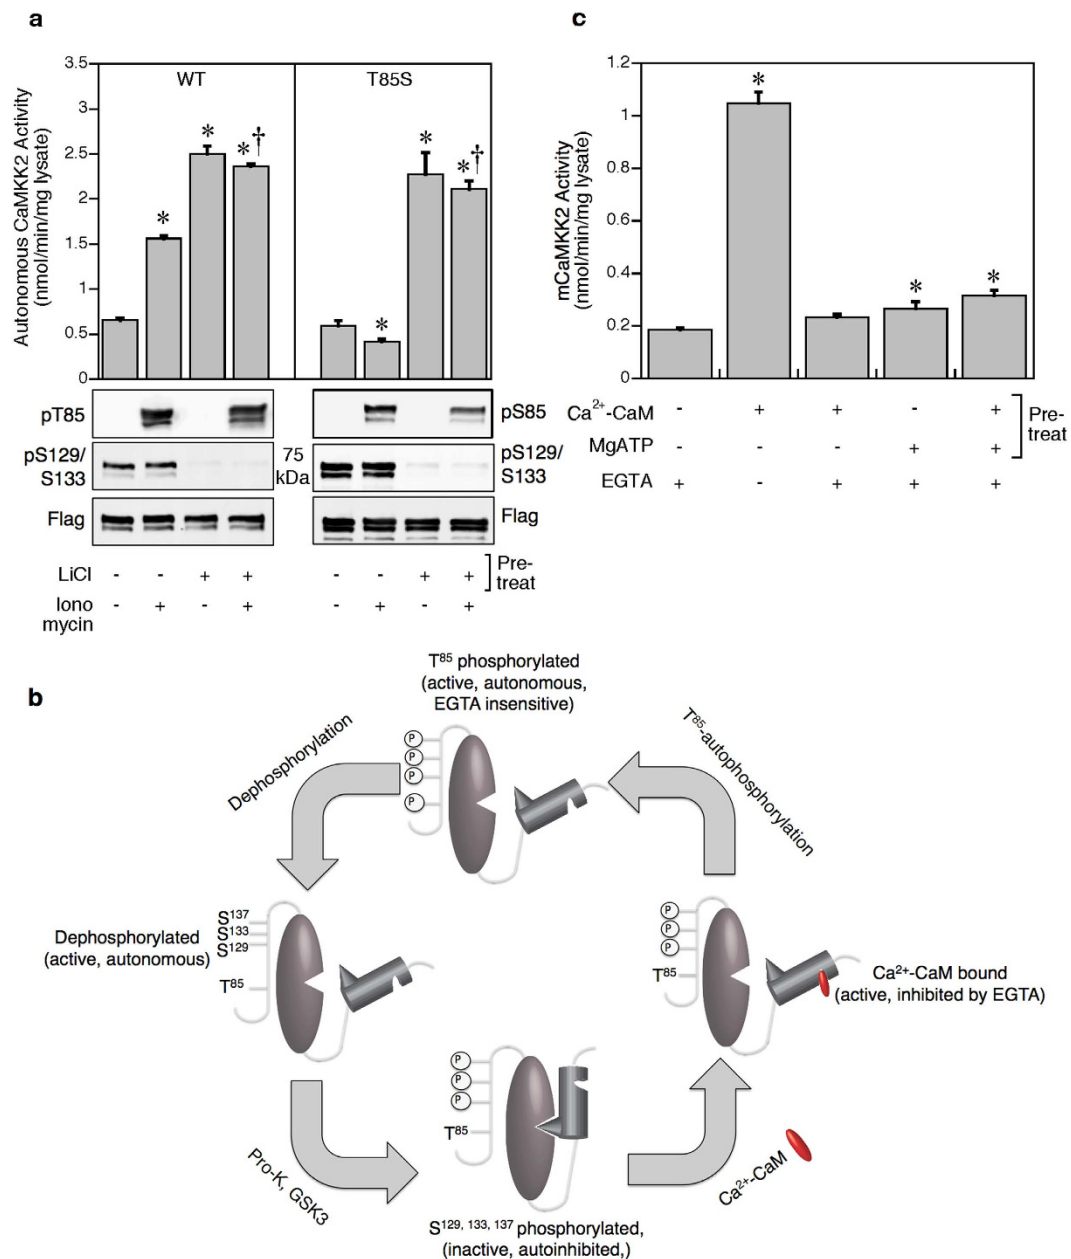 a
Autonomous CaMKK2 Activity
(nmol/min/mg lysate)
3.5
3
2.5
2
1.5
1
0.5
0
WT
T85S
*
*
*†
*
*
*†
pT85
pS85
pS129/
S133
75
kDa
pS129/
S133
Flag
Flag
LiCl - - + + - - + +
Pre-
treat
Iono
mycin
- + - + - + - +
c
mCaMKK2 Activity
(nmol/min/mg lysate)
1.2
1
0.8
0.6
0.4
0.2
0
*
*
*
Ca²⁺-CaM - + + - +
MgATP - - - + +
Pre-
treat
EGTA + - + + +
b
T⁸⁵ phosphorylated
(active, autonomous,
EGTA insensitive)
P
P
P
P
Dephosphorylation
T⁸⁵-autophosphorylation
Dephosphorylated
(active, autonomous)
S¹³⁷
S¹³³
S¹²⁹
T⁸⁵
P
P
P
T⁸⁵
Ca²⁺-CaM bound
(active, inhibited by EGTA)
P
P
P
T⁸⁵
Pro-K, GSK3
Ca²⁺-CaM
S¹²⁹, ¹³³, ¹³⁷ phosphorylated,
(inactive, autoinhibited,)